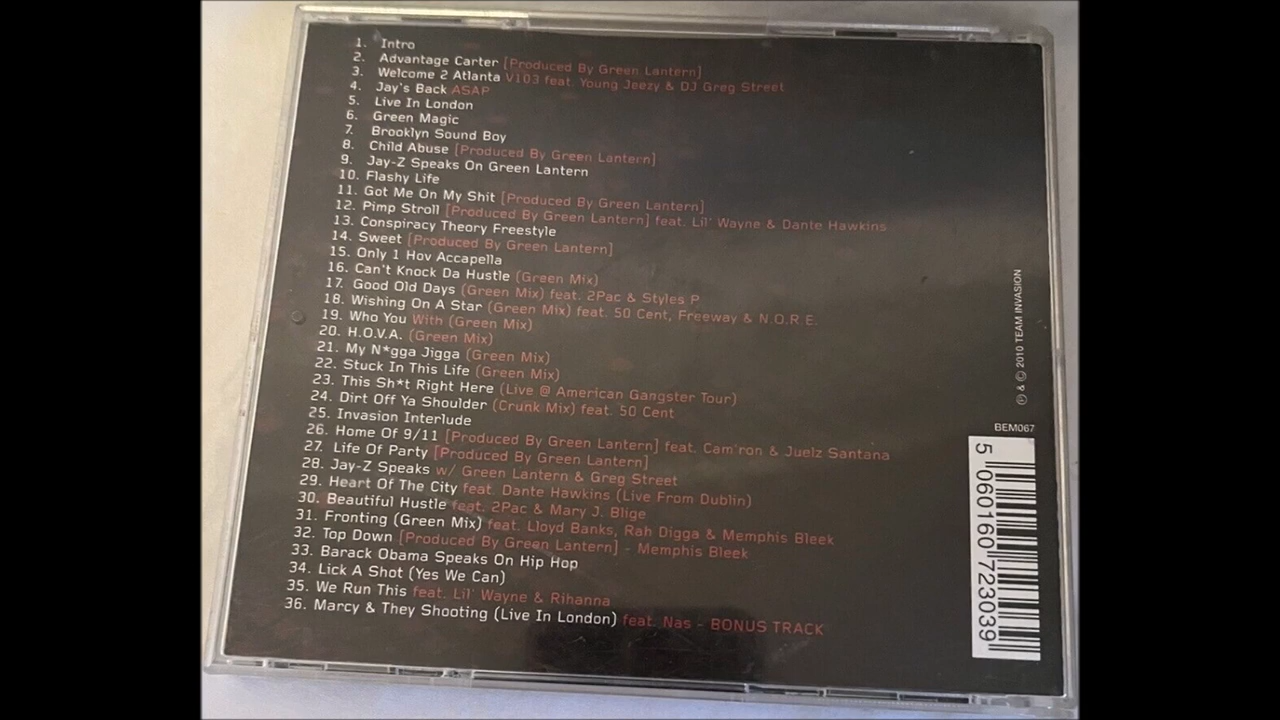 1. Intro
2. Advantage Carter [Produced By Green Lantern]
3. Welcome 2 Atlanta V103 feat. Young Jeezy & DJ Greg Street
4. Jay's Back ASAP
5. Live In London
6. Green Magic
7. Brooklyn Sound Boy
8. Child Abuse [Produced By Green Lantern]
9. Jay-Z Speaks On Green Lantern
10. Flashy Life
11. Got Me On My Shit [Produced By Green Lantern]
12. Pimp Stroll [Produced By Green Lantern] feat. Lil' Wayne & Dante Hawkins
13. Conspiracy Theory Freestyle
14. Sweet [Produced By Green Lantern]
15. Only 1 Hov Accapella
16. Can't Knock Da Hustle (Green Mix)
17. Good Old Days (Green Mix) feat. 2Pac & Styles P
18. Wishing On A Star (Green Mix) feat. 50 Cent, Freeway & N.O.R.E.
19. Who You With (Green Mix)
20. H.O.V.A. (Green Mix)
21. My N*gga Jigga (Green Mix)
22. Stuck In This Life (Green Mix)
23. This Sh*t Right Here (Live @ American Gangster Tour)
24. Dirt Off Ya Shoulder (Crunk Mix) feat. 50 Cent
25. Invasion Interlude
26. Home Of 9/11 [Produced By Green Lantern] feat. Cam'ron & Juelz Santana
27. Life Of Party [Produced By Green Lantern]
28. Jay-Z Speaks w/ Green Lantern & Greg Street
29. Heart Of The City feat. Dante Hawkins (Live From Dublin)
30. Beautiful Hustle feat. 2Pac & Mary J. Blige
31. Fronting (Green Mix) feat. Lloyd Banks, Rah Digga & Memphis Bleek
32. Top Down [Produced By Green Lantern] - Memphis Bleek
33. Barack Obama Speaks On Hip Hop
34. Lick A Shot (Yes We Can)
35. We Run This feat. Lil' Wayne & Rihanna
36. Marcy & They Shooting (Live In London) feat. Nas - BONUS TRACK
℗ & © 2010 TEAM INVASION
BEM067
5 060160 723039